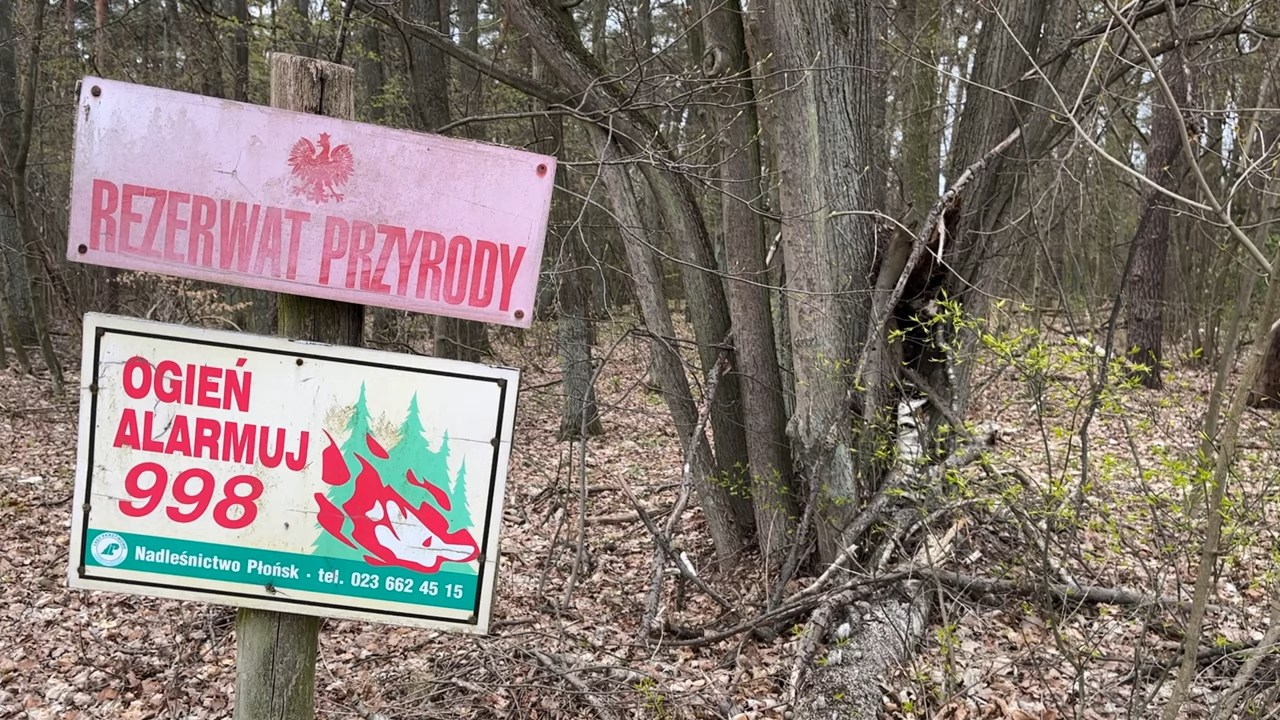 REZERWAT PRZYRODY
OGIEŃ
ALARMUJ
998
Nadleśnictwo Płońsk · tel. 023 662 45 15